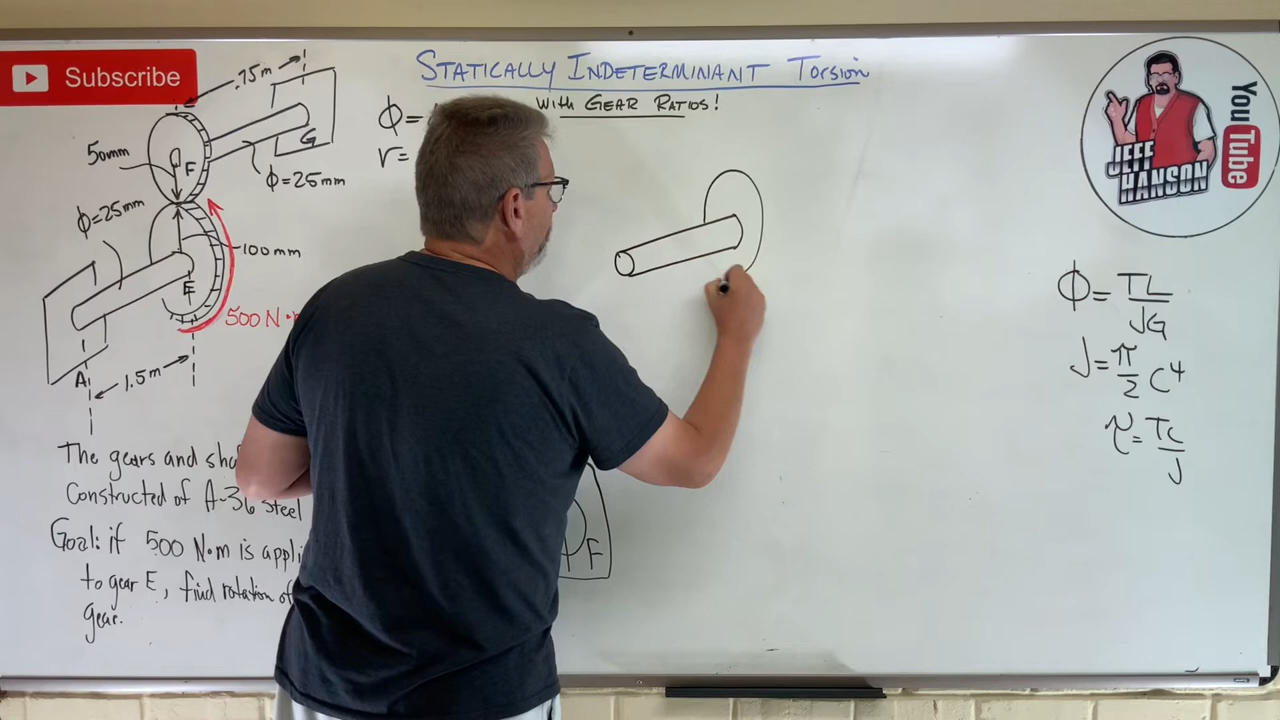 Subscribe
STATICALLY INDETERMINANT TORSION
WITH GEAR RATIOS!
.75m
50mm
F
G
ϕ=25mm
ϕ=25mm
100mm
E
500 N·
A
1.5m
ϕ=
r=
The gears and sha
Constructed of A-36 Steel
Goal: if 500 N·m is appli
to gear E, find rotation of
gear.
F
ϕ=TL/JG
J=π/2 C⁴
τ=Tc/J
JEFF
HANSON
YouTube